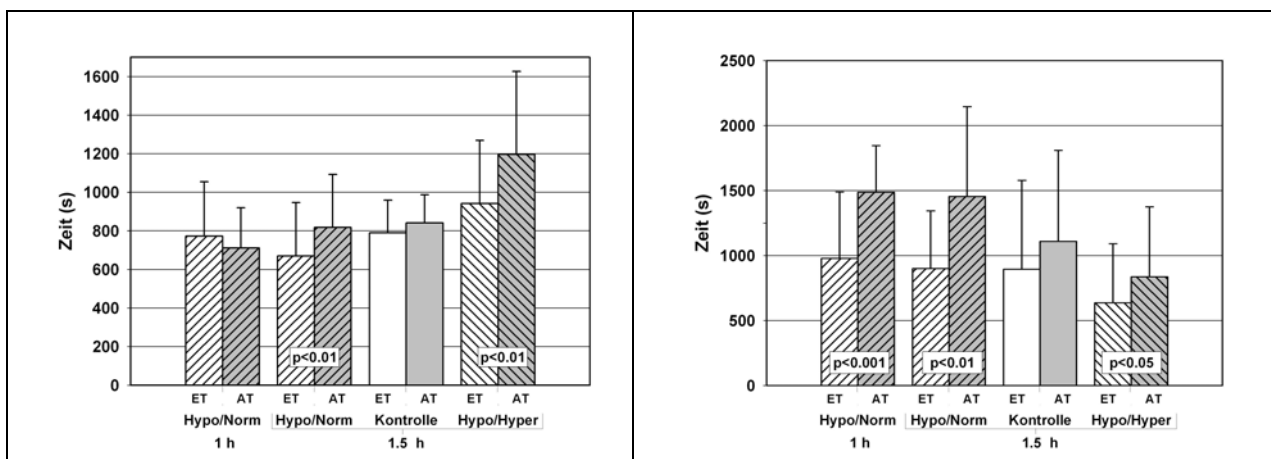 1600
1400
1200
1000
800
600
400
200
0
Zeit (s)
p<0.01
p<0.01
ET AT ET AT ET AT ET AT
Hypo/Norm Hypo/Norm Kontrolle Hypo/Hyper
1 h 1.5 h
2500
2000
1500
1000
500
0
Zeit (s)
p<0.001
p<0.01
p<0.05
ET AT ET AT ET AT ET AT
Hypo/Norm Hypo/Norm Kontrolle Hypo/Hyper
1 h 1.5 h